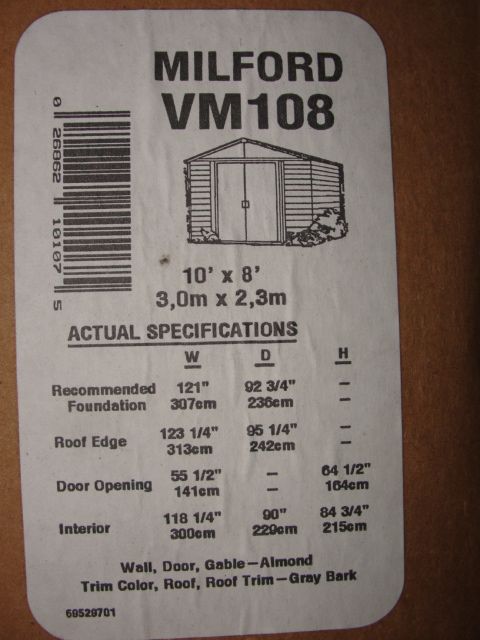 MILFORD
VM108
0 26862 10107 5
10' x 8'
3,0m x 2,3m
ACTUAL SPECIFICATIONS
W D H
Recommended Foundation 121" 92 3/4" –
307cm 236cm –
Roof Edge 123 1/4" 95 1/4" –
313cm 242cm –
Door Opening 55 1/2" – 64 1/2"
141cm – 164cm
Interior 118 1/4" 90" 84 3/4"
300cm 229cm 215cm
Wall, Door, Gable–Almond
Trim Color, Roof, Roof Trim–Gray Bark
69529701